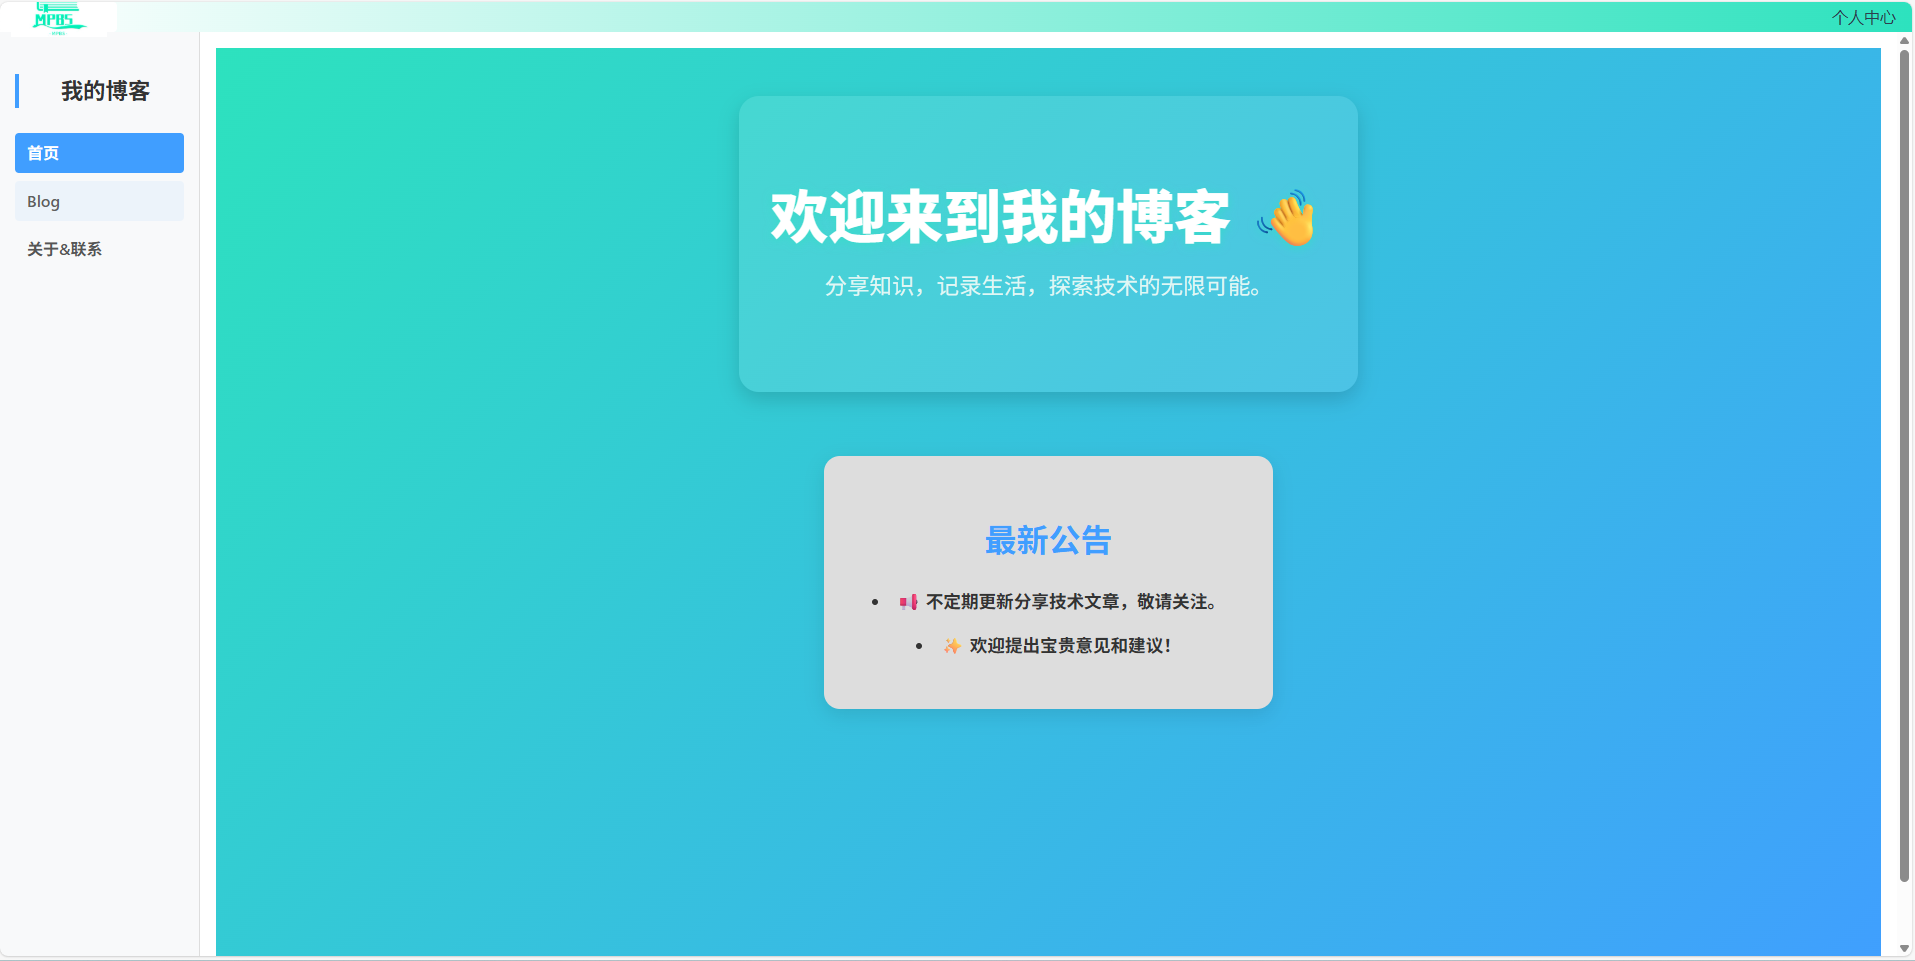 MPBS
个人中心
我的博客
首页
Blog
关于&联系
欢迎来到我的博客 👋
分享知识，记录生活，探索技术的无限可能。
最新公告
• 📢 不定期更新分享技术文章，敬请关注。
• ✨ 欢迎提出宝贵意见和建议！